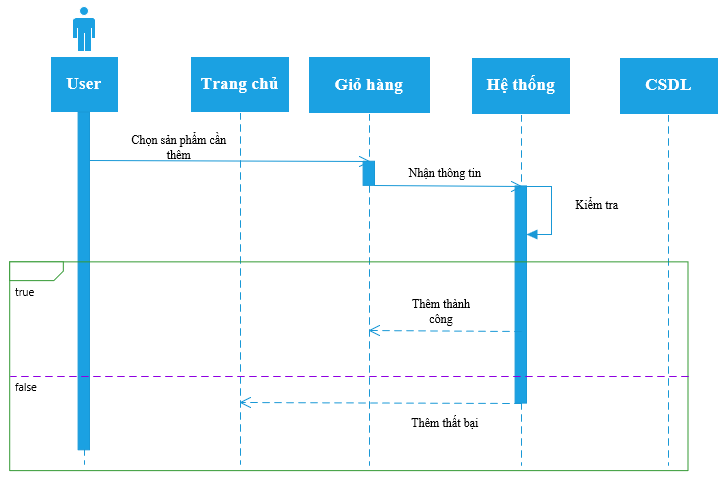 User
Trang chủ
Giỏ hàng
Hệ thống
CSDL
Chọn sản phẩm cần
thêm
Nhận thông tin
Kiểm tra
true
Thêm thành
công
false
Thêm thất bại